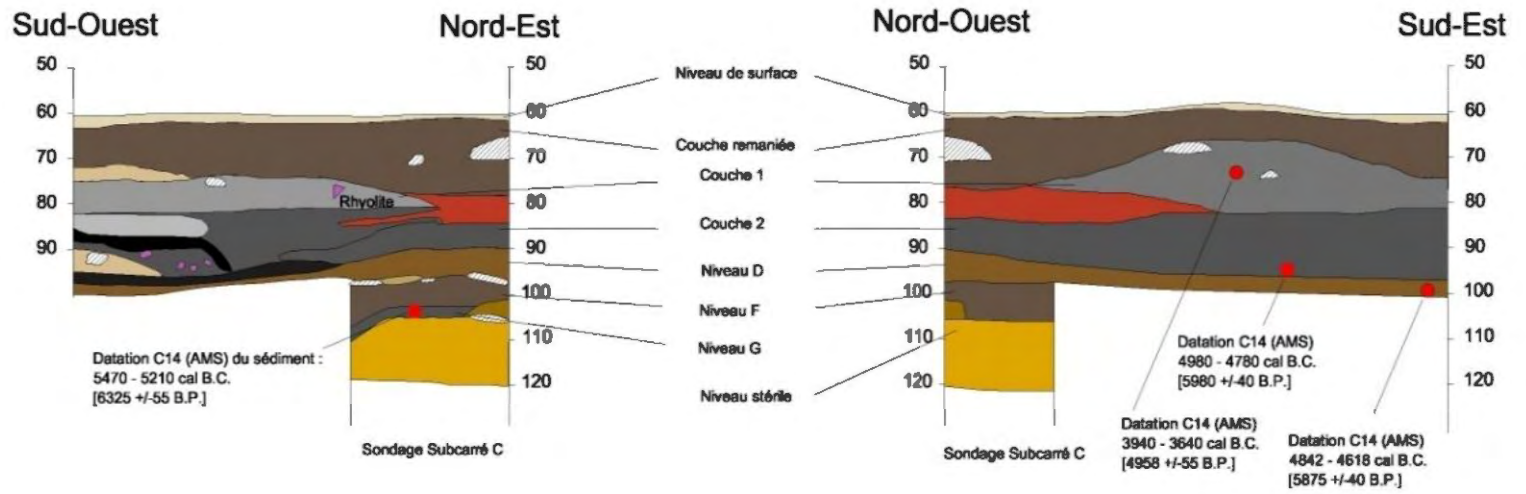 Sud-Ouest
Nord-Est
50
60
70
80
90
50
60
70
80
90
100
110
120
Rhyolite
Datation C14 (AMS) du sédiment :
5470 - 5210 cal B.C.
[6325 +/-55 B.P.]
Sondage Subcarré C
Niveau de surface
Couche remaniée
Couche 1
Couche 2
Niveau D
Niveau F
Niveau G
Niveau stérile
Nord-Ouest
Sud-Est
50
60
70
80
90
100
110
120
50
60
70
80
90
100
110
120
Sondage Subcarré C
Datation C14 (AMS)
3940 - 3640 cal B.C.
[4958 +/-55 B.P.]
Datation C14 (AMS)
4980 - 4780 cal B.C.
[5980 +/-40 B.P.]
Datation C14 (AMS)
4842 - 4618 cal B.C.
[5875 +/-40 B.P.]